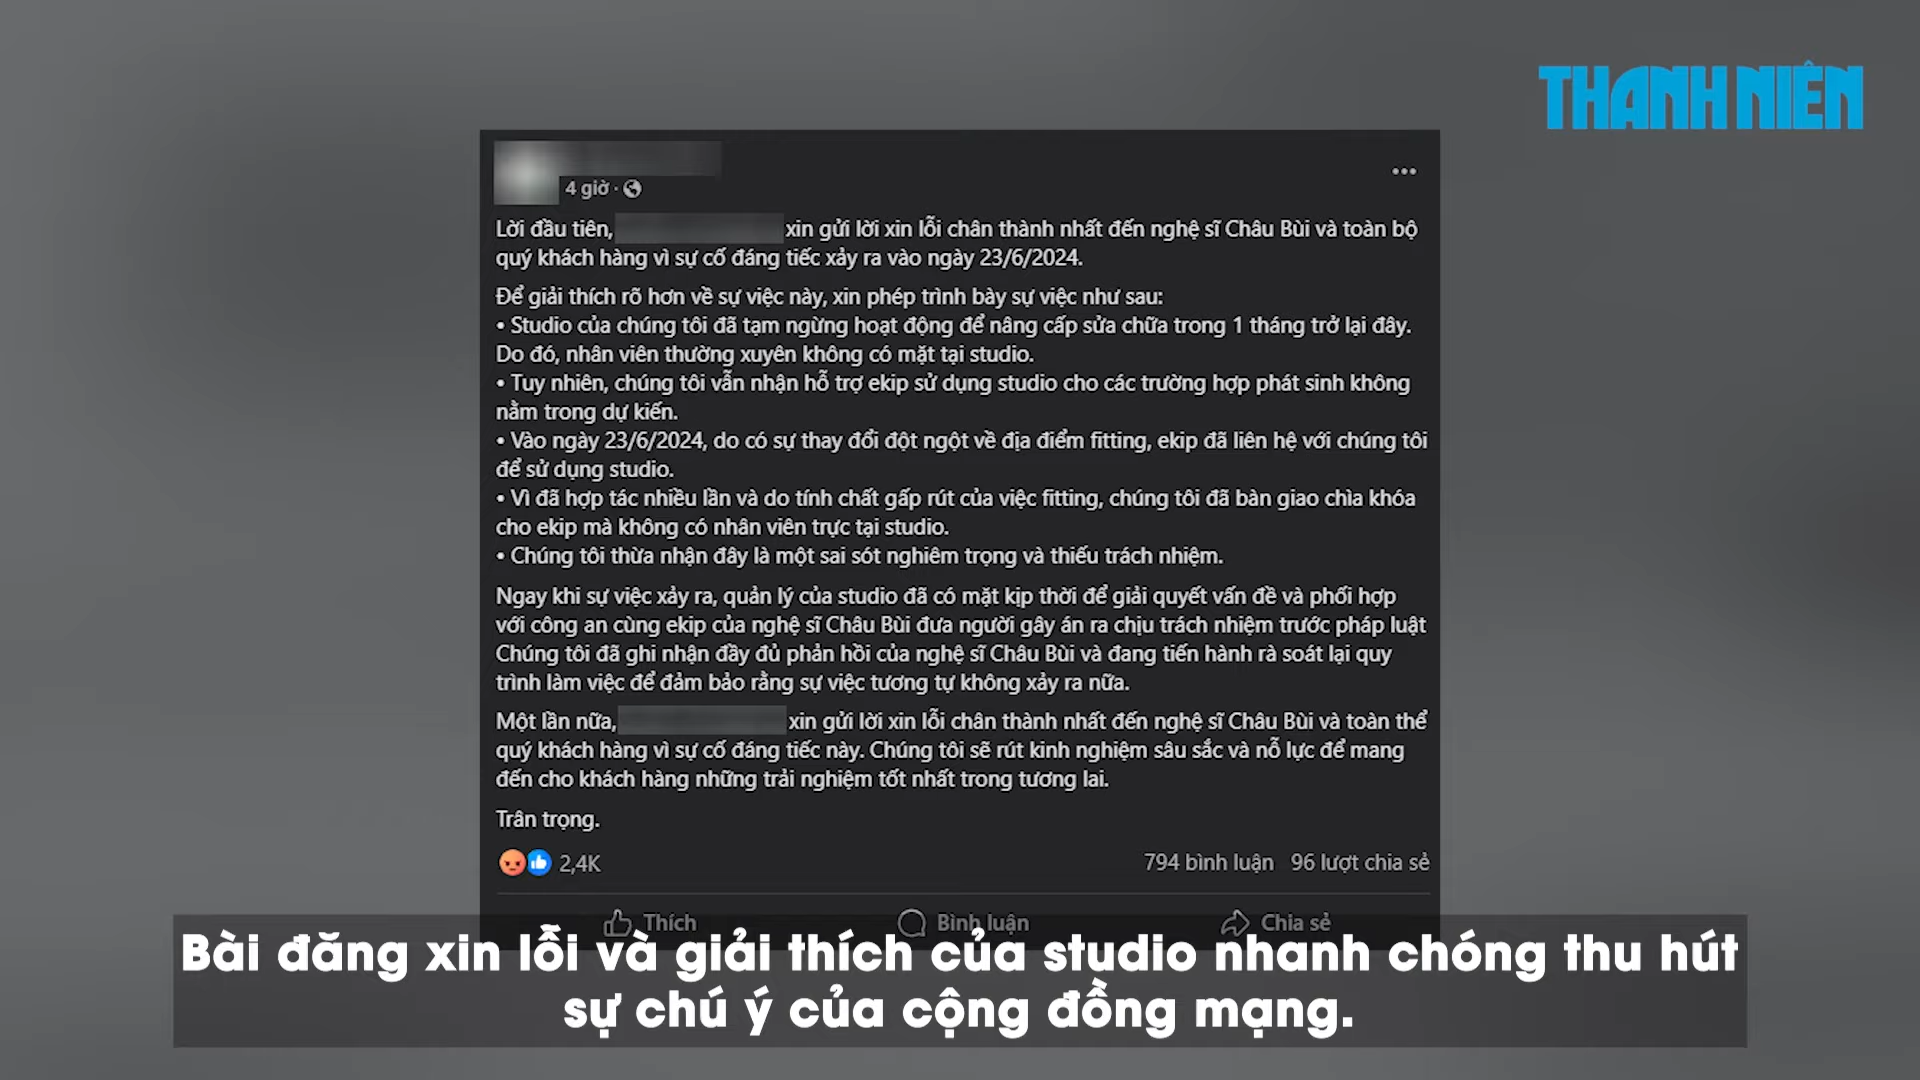 THANH NIÊN
4 giờ ·
Lời đầu tiên, xin gửi lời xin lỗi chân thành nhất đến nghệ sĩ Châu Bùi và toàn bộ
quý khách hàng vì sự cố đáng tiếc xảy ra vào ngày 23/6/2024.
Để giải thích rõ hơn về sự việc này, xin phép trình bày sự việc như sau:
• Studio của chúng tôi đã tạm ngừng hoạt động để nâng cấp sửa chữa trong 1 tháng trở lại đây.
Do đó, nhân viên thường xuyên không có mặt tại studio.
• Tuy nhiên, chúng tôi vẫn nhận hỗ trợ ekip sử dụng studio cho các trường hợp phát sinh không
nằm trong dự kiến.
• Vào ngày 23/6/2024, do có sự thay đổi đột ngột về địa điểm fitting, ekip đã liên hệ với chúng tôi
để sử dụng studio.
• Vì đã hợp tác nhiều lần và do tính chất gấp rút của việc fitting, chúng tôi đã bàn giao chìa khóa
cho ekip mà không có nhân viên trực tại studio.
• Chúng tôi thừa nhận đây là một sai sót nghiêm trọng và thiếu trách nhiệm.
Ngay khi sự việc xảy ra, quản lý của studio đã có mặt kịp thời để giải quyết vấn đề và phối hợp
với công an cùng ekip của nghệ sĩ Châu Bùi đưa người gây án ra chịu trách nhiệm trước pháp luật
Chúng tôi đã ghi nhận đầy đủ phản hồi của nghệ sĩ Châu Bùi và đang tiến hành rà soát lại quy
trình làm việc để đảm bảo rằng sự việc tương tự không xảy ra nữa.
Một lần nữa, xin gửi lời xin lỗi chân thành nhất đến nghệ sĩ Châu Bùi và toàn thể
quý khách hàng vì sự cố đáng tiếc này. Chúng tôi sẽ rút kinh nghiệm sâu sắc và nỗ lực để mang
đến cho khách hàng những trải nghiệm tốt nhất trong tương lai.
Trân trọng.
2,4K 794 bình luận 96 lượt chia sẻ
Thích Bình luận Chia sẻ
Bài đăng xin lỗi và giải thích của studio nhanh chóng thu hút
sự chú ý của cộng đồng mạng.